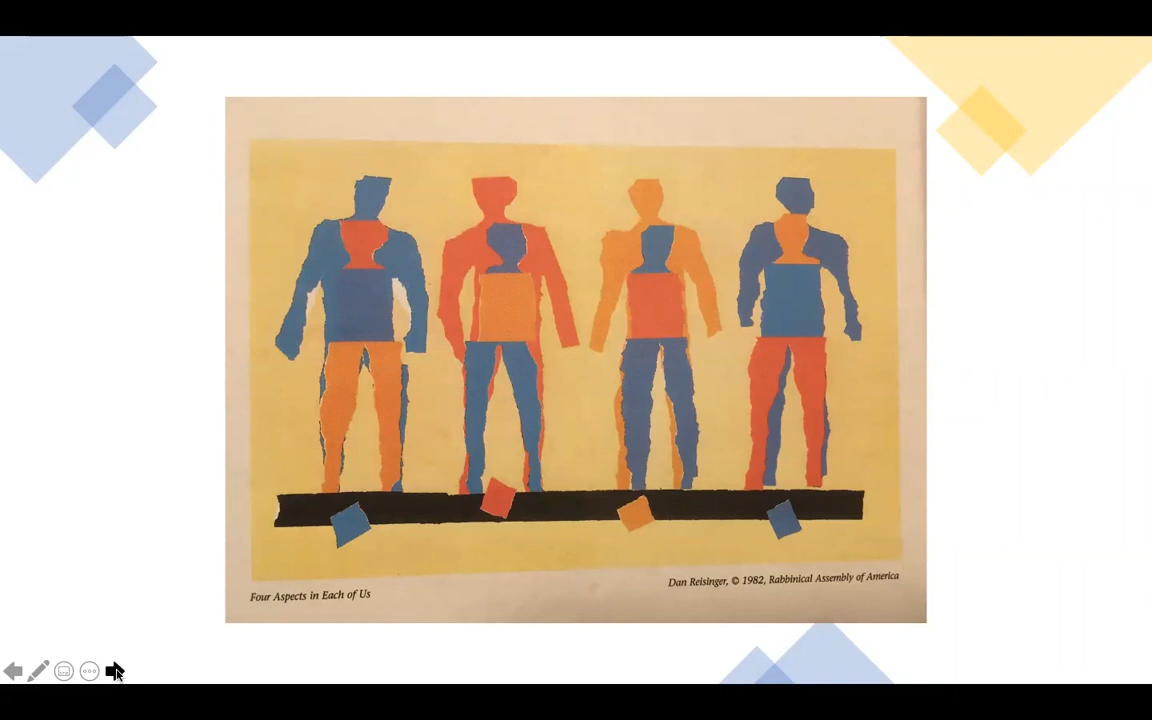 Four Aspects in Each of Us
Dan Reisinger, © 1982, Rabbinical Assembly of America